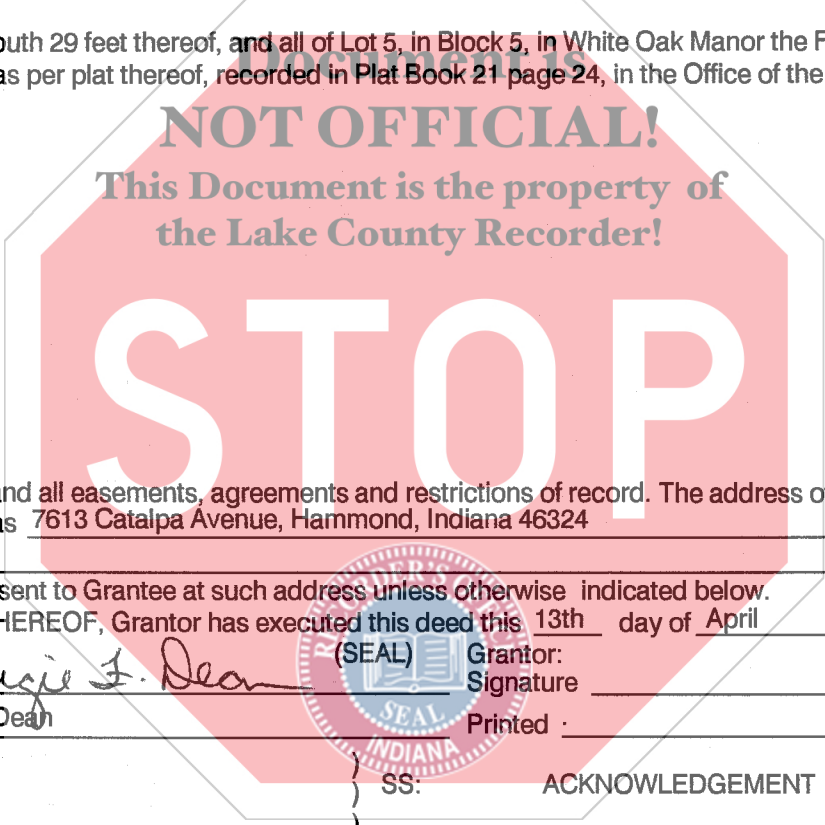 outh 29 feet thereof, and all of Lot 5, in Block 5, in White Oak Manor the F
as per plat thereof, recorded in Plat Book 21 page 24, in the Office of the
Document is
NOT OFFICIAL!
This Document is the property of
the Lake County Recorder!
STOP
and all easements, agreements and restrictions of record. The address o
as 7613 Catalpa Avenue, Hammond, Indiana 46324
sent to Grantee at such address unless otherwise indicated below.
HEREOF, Grantor has executed this deed this 13th day of April
(SEAL) Grantor:
gie F. Dean Signature
Dean Printed
RECORDER'S OFFICE
SEAL
INDIANA
) SS: ACKNOWLEDGEMENT
)
)